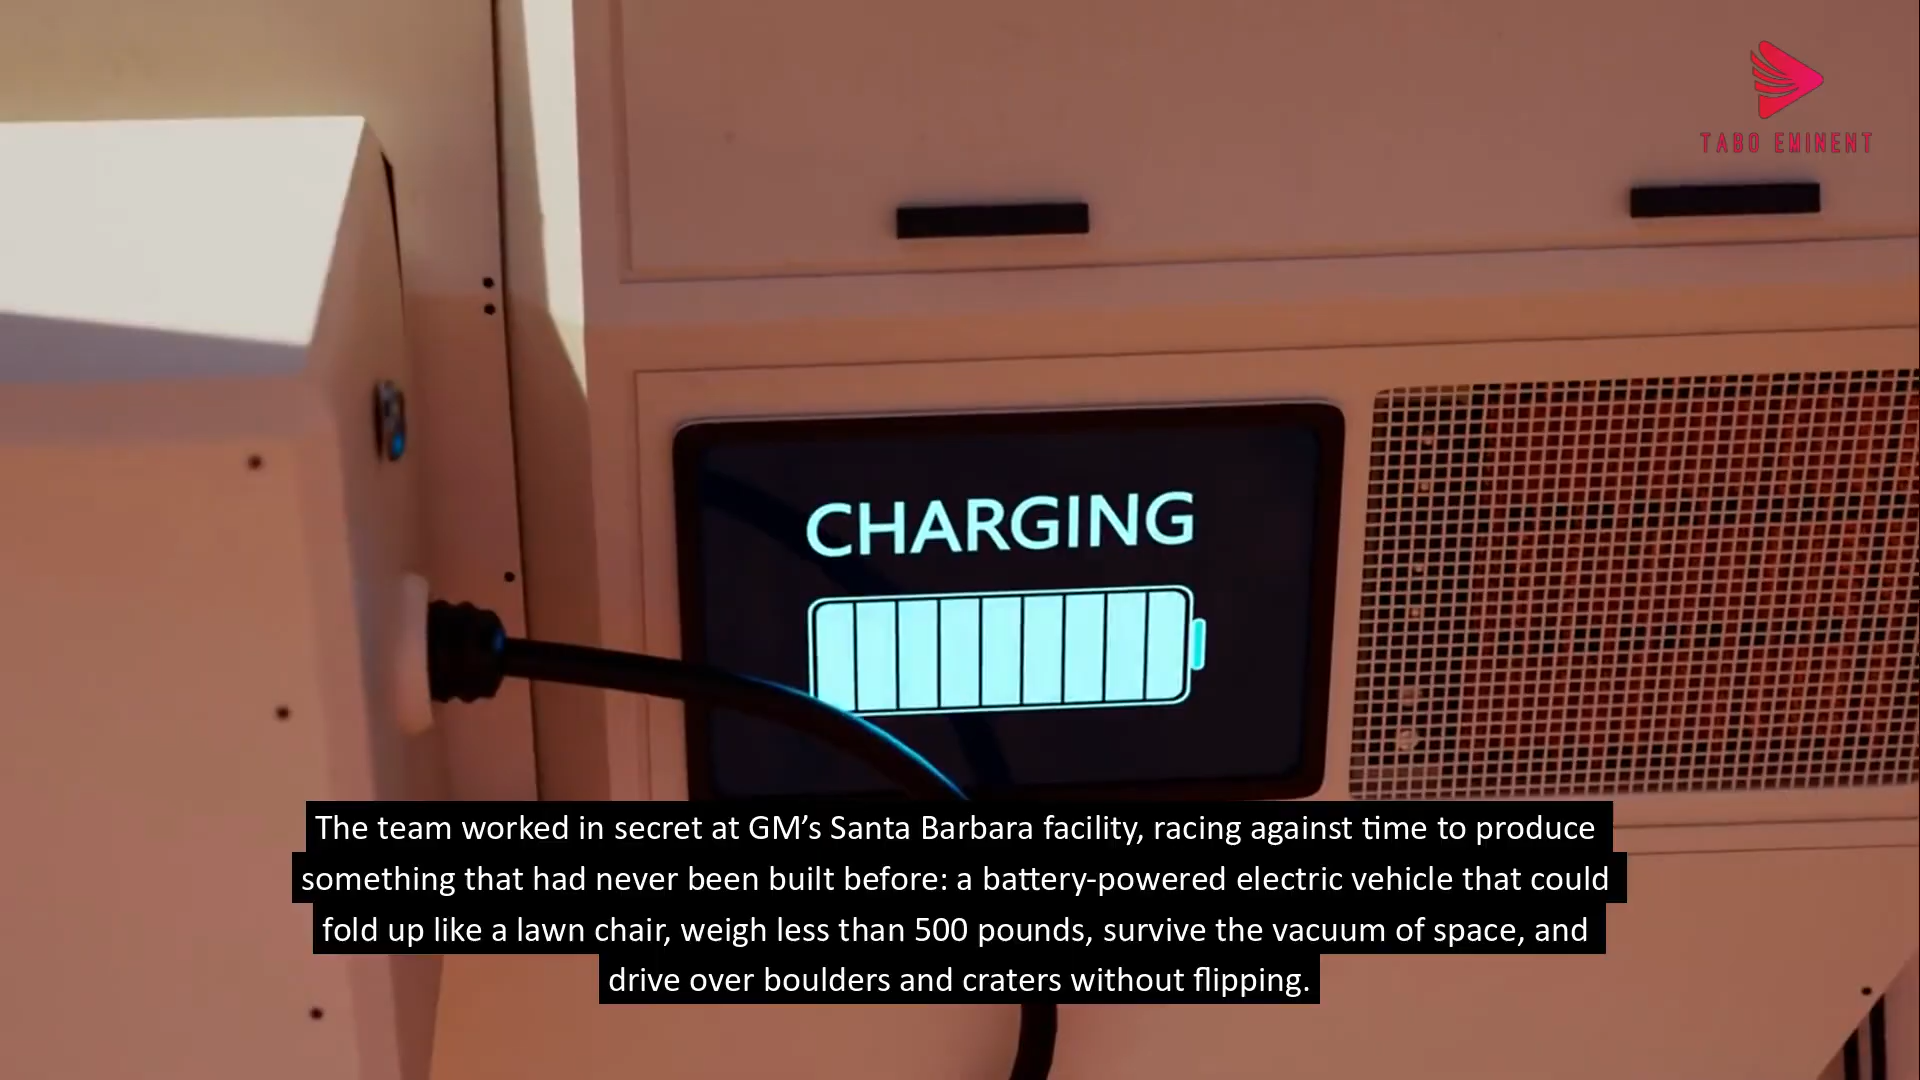 TABO EMINENT
CHARGING
The team worked in secret at GM’s Santa Barbara facility, racing against time to produce
something that had never been built before: a battery-powered electric vehicle that could
fold up like a lawn chair, weigh less than 500 pounds, survive the vacuum of space, and
drive over boulders and craters without flipping.